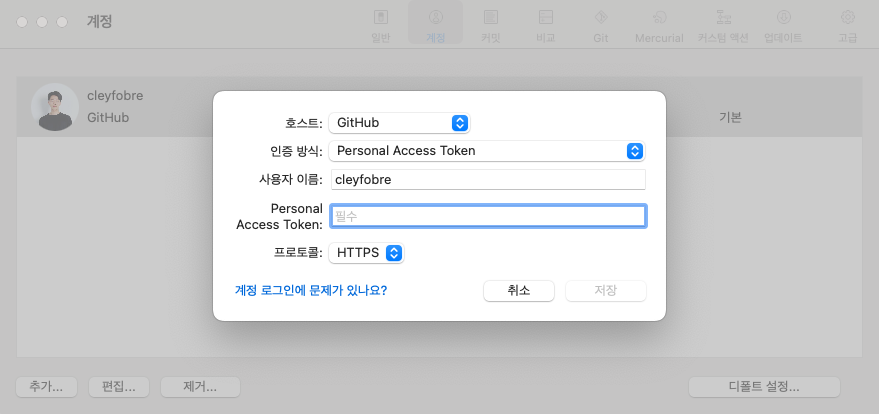 계정
일반
계정
커밋
비교
Git
Mercurial
커스텀 액션
업데이트
고급
cleyfobre
GitHub
기본
호스트: GitHub
인증 방식: Personal Access Token
사용자 이름: cleyfobre
Personal
Access Token: 필수
프로토콜: HTTPS
계정 로그인에 문제가 있나요?
취소
저장
추가...
편집...
제거...
디폴트 설정...